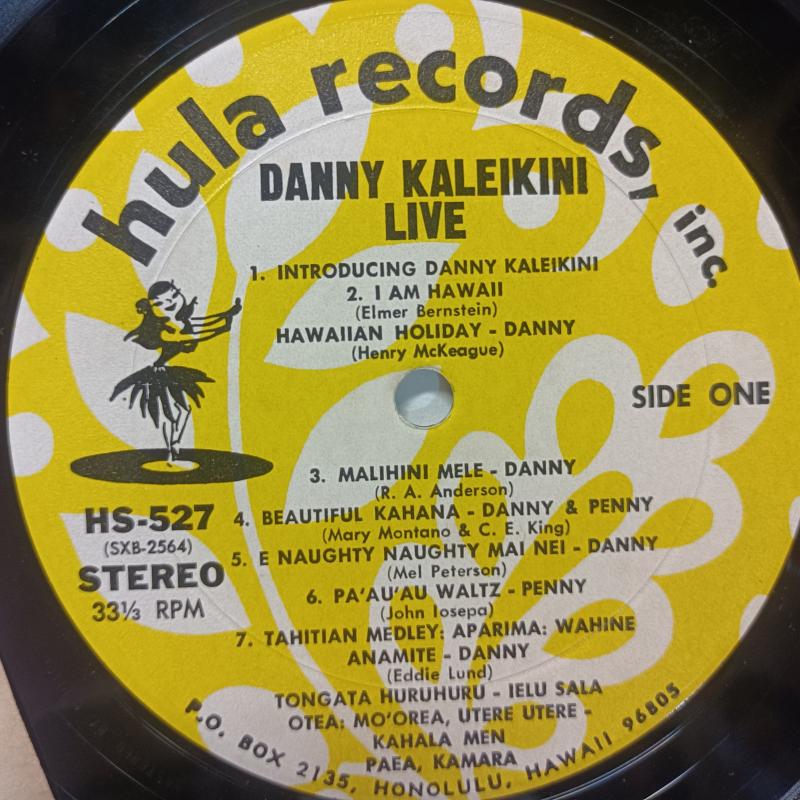 hula records, inc.
DANNY KALEIKINI
LIVE
1. INTRODUCING DANNY KALEIKINI
2. I AM HAWAII
(Elmer Bernstein)
HAWAIIAN HOLIDAY - DANNY
(Henry McKeague)
SIDE ONE
3. MALIHINI MELE - DANNY
(R. A. Anderson)
HS-527
(SXB-2564)
STEREO
33⅓ RPM
4. BEAUTIFUL KAHANA - DANNY & PENNY
(Mary Montano & C. E. King)
5. E NAUGHTY NAUGHTY MAI NEI - DANNY
(Mel Peterson)
6. PA'AU'AU WALTZ - PENNY
(John Iosepa)
7. TAHITIAN MEDLEY: APARIMA: WAHINE
ANAMITE - DANNY
(Eddie Lund)
TONGATA HURUHURU - IELU SALA
OTEA: MO'OREA, UTERE UTERE -
KAHALA MEN
PAEA, KAMARA
P.O. BOX 2135, HONOLULU, HAWAII 96805